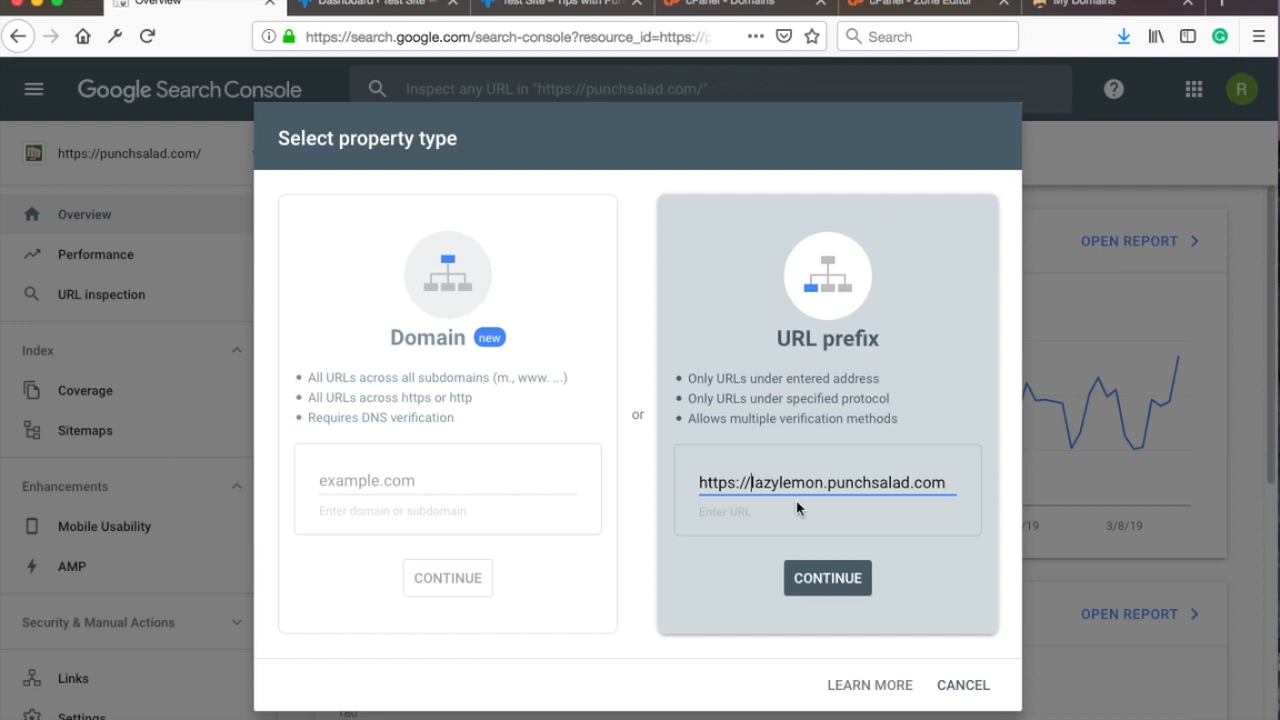 Overview
Dashboard ‹ Test Site —
Test Site – Tips with Pun
cPanel - Domains
cPanel - Zone Editor
My Domains
https://search.google.com/search-console?resource_id=https://p
Search
Google Search Console
Inspect any URL in "https://punchsalad.com/"
R
https://punchsalad.com/
Overview
Performance
URL inspection
Index
Coverage
Sitemaps
Enhancements
Mobile Usability
AMP
Security & Manual Actions
Links
Settings
Select property type
Domain new
All URLs across all subdomains (m., www. ...)
All URLs across https or http
Requires DNS verification
example.com
Enter domain or subdomain
CONTINUE
or
URL prefix
Only URLs under entered address
Only URLs under specified protocol
Allows multiple verification methods
https://lazylemon.punchsalad.com
Enter URL
CONTINUE
LEARN MORE
CANCEL
OPEN REPORT
/19
3/8/19
OPEN REPORT
180